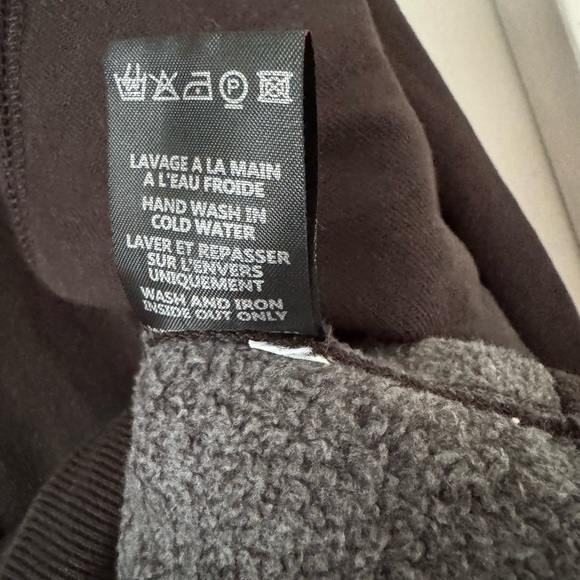 P
LAVAGE A LA MAIN
A L'EAU FROIDE
HAND WASH IN
COLD WATER
LAVER ET REPASSER
SUR L'ENVERS
UNIQUEMENT
WASH AND IRON
INSIDE OUT ONLY